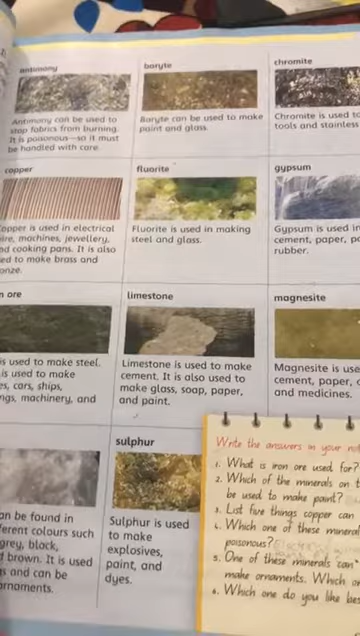 antimony
Antimony can be used to
stop fabrics from burning.
It is poisonous–so it must
be handled with care.
baryte
Baryte can be used to make
paint and glass.
chromite
Chromite is used to
tools and stainless
copper
Copper is used in electrical
wire, machines, jewellery,
and cooking pans. It is also
used to make brass and
bronze.
fluorite
Fluorite is used in making
steel and glass.
gypsum
Gypsum is used in
cement, paper, pa
rubber.
n ore
is used to make steel.
is used to make
es, cars, ships,
ngs, machinery, and
limestone
Limestone is used to make
cement. It is also used to
make glass, soap, paper,
and paint.
magnesite
Magnesite is use
cement, paper,
and medicines.
an be found in
ferent colours such
grey, black,
brown. It is used
s and can be
rnaments.
sulphur
Sulphur is used
to make
explosives,
paint, and
dyes.
Write the answers in your not
1. What is iron ore used for?
2. Which of the minerals on t
be used to make paint?
3. List five things copper can
4. Which one of these mineral
poisonous?
5. One of these minerals can
make ornaments. Which on
6. Which one do you like bes